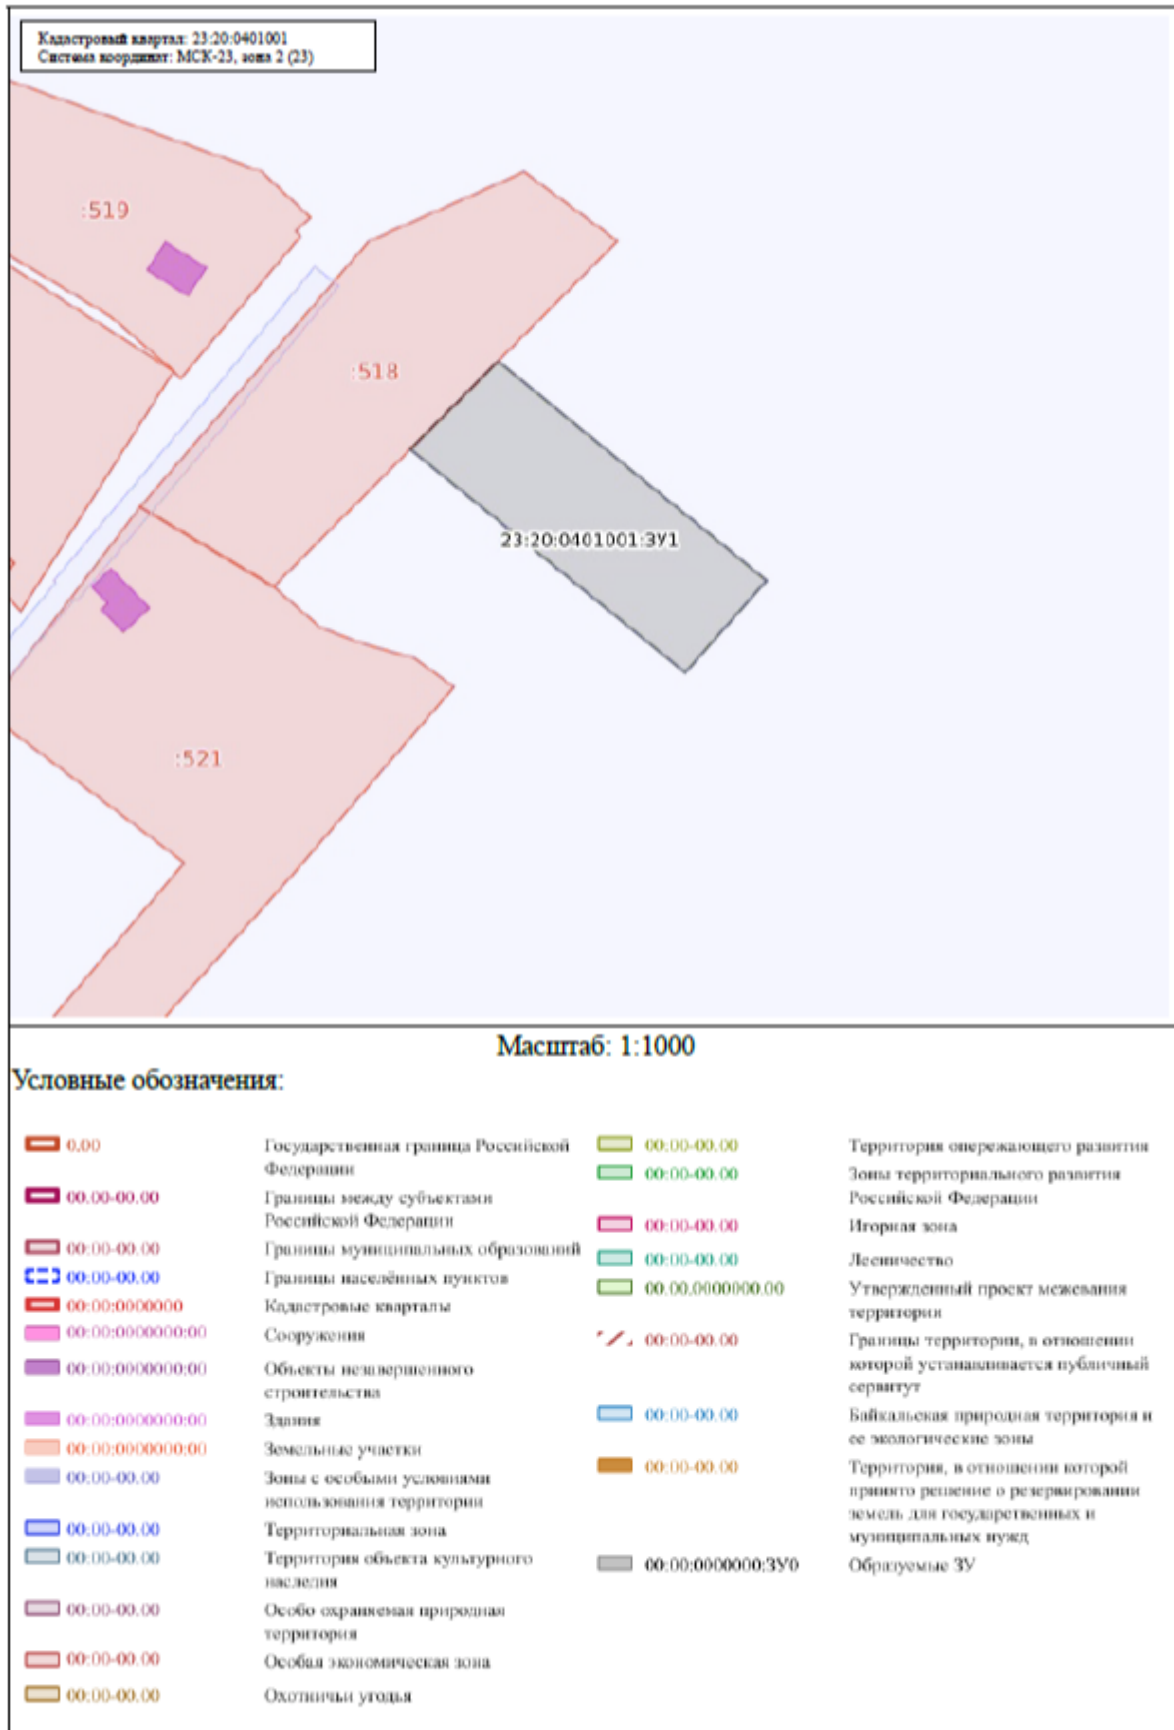 Кадастровый квартал: 23:20:0401001
Система координат: МСК-23, зона 2 (23)
:519
:518
23:20:0401001:ЗУ1
:521
Масштаб: 1:1000
Условные обозначения:
0.00
Государственная граница Российской
Федерации
00.00-00.00
Границы между субъектами
Российской Федерации
00:00-00.00
Границы муниципальных образований
00:00-00.00
Границы населённых пунктов
00:00:0000000
Кадастровые кварталы
00:00:0000000:00
Сооружения
00:00:0000000:00
Объекты незавершенного
строительства
00:00:0000000:00
Здания
00:00:0000000:00
Земельные участки
00:00-00.00
Зоны с особыми условиями
использования территории
00:00-00.00
Территориальная зона
00:00-00.00
Территория объекта культурного
наследия
00:00-00.00
Особо охраняемая природная
территория
00:00-00.00
Особая экономическая зона
00:00-00.00
Охотничьи угодья
00:00-00.00
Территория опережающего развития
00:00-00.00
Зоны территориального развития
Российской Федерации
00:00-00.00
Игорная зона
00:00-00.00
Лесничество
00.00.0000000.00
Утвержденный проект межевания
территории
00:00-00.00
Границы территории, в отношении
которой устанавливается публичный
сервитут
00:00-00.00
Байкальская природная территория и
ее экологические зоны
00:00-00.00
Территория, в отношении которой
принято решение о резервировании
земель для государственных и
муниципальных нужд
00:00:0000000:ЗУ0
Образуемые ЗУ